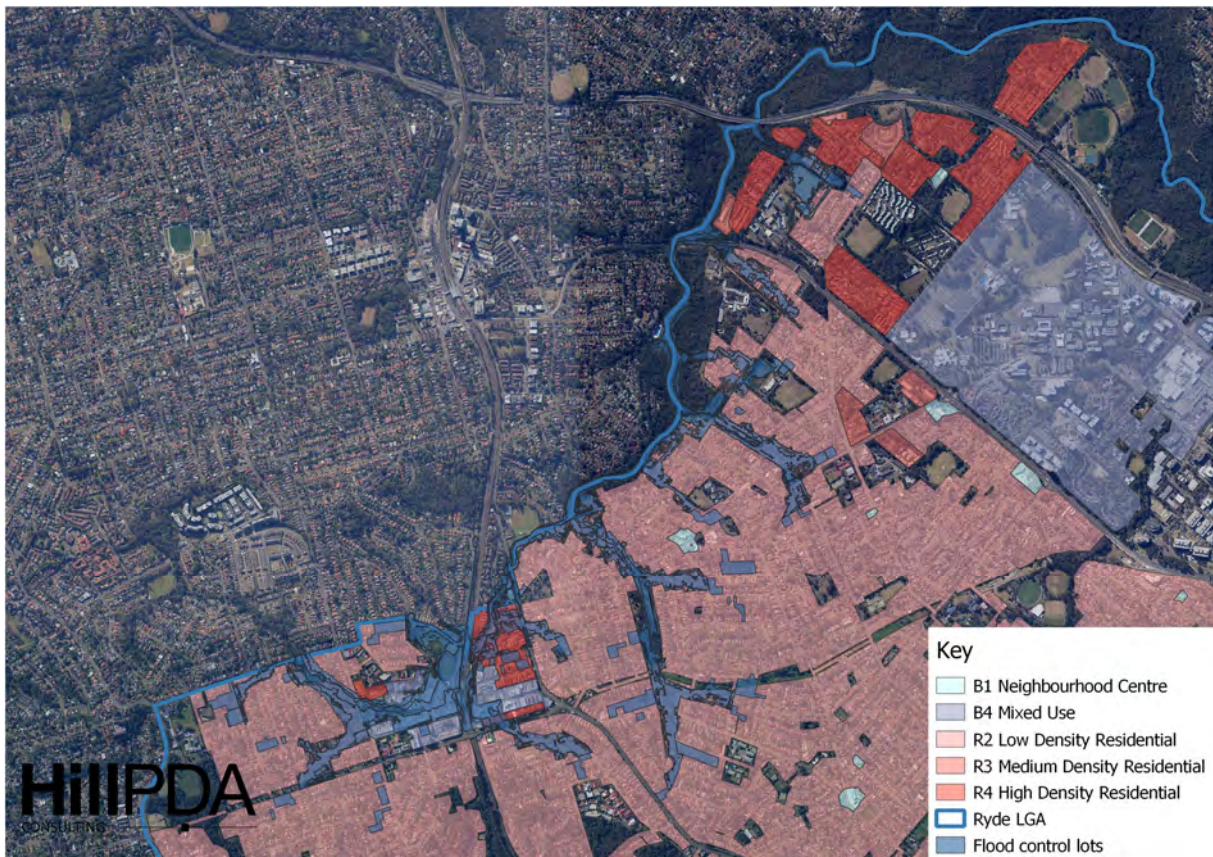 Key
B1 Neighbourhood Centre
B4 Mixed Use
R2 Low Density Residential
R3 Medium Density Residential
R4 High Density Residential
Ryde LGA
Flood control lots
HillPDA
CONSULTING